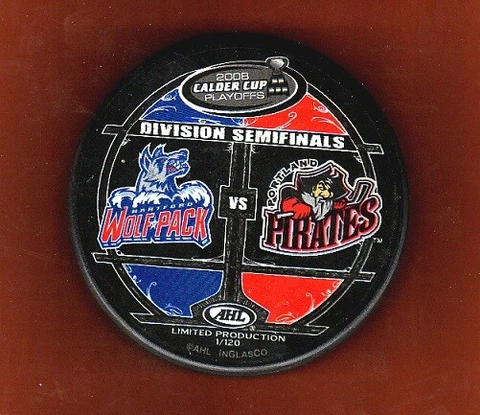 2008
CALDER CUP
PLAYOFFS
DIVISION SEMIFINALS
HARTFORD
WOLF PACK
VS
PORTLAND
PIRATES
TM
AHL
LIMITED PRODUCTION
1/120
©AHL INGLASCO